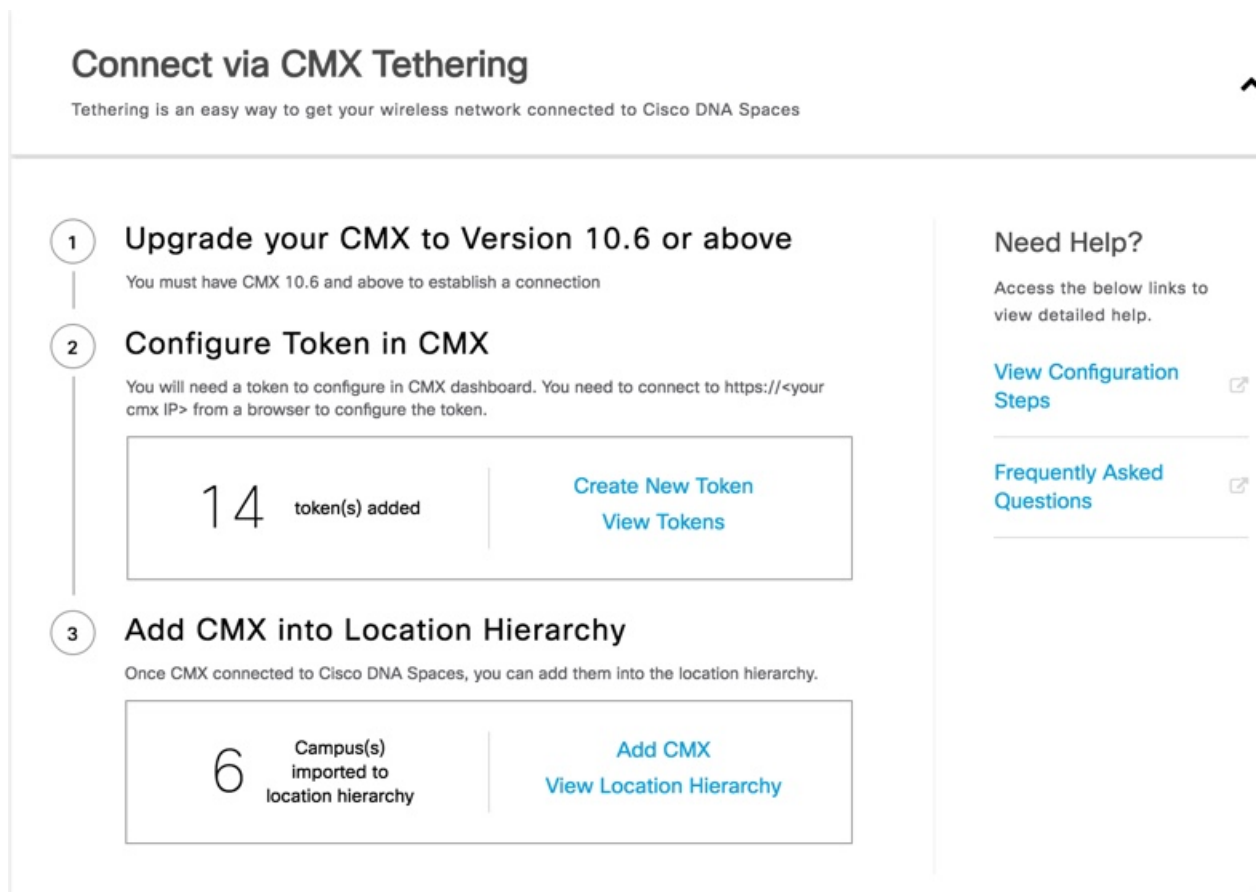 Connect via CMX Tethering
Tethering is an easy way to get your wireless network connected to Cisco DNA Spaces
1
Upgrade your CMX to Version 10.6 or above
You must have CMX 10.6 and above to establish a connection
2
Configure Token in CMX
You will need a token to configure in CMX dashboard. You need to connect to https://<your
cmx IP> from a browser to configure the token.
14
token(s) added
Create New Token
View Tokens
3
Add CMX into Location Hierarchy
Once CMX connected to Cisco DNA Spaces, you can add them into the location hierarchy.
6
Campus(s)
imported to
location hierarchy
Add CMX
View Location Hierarchy
Need Help?
Access the below links to
view detailed help.
View Configuration
Steps
Frequently Asked
Questions